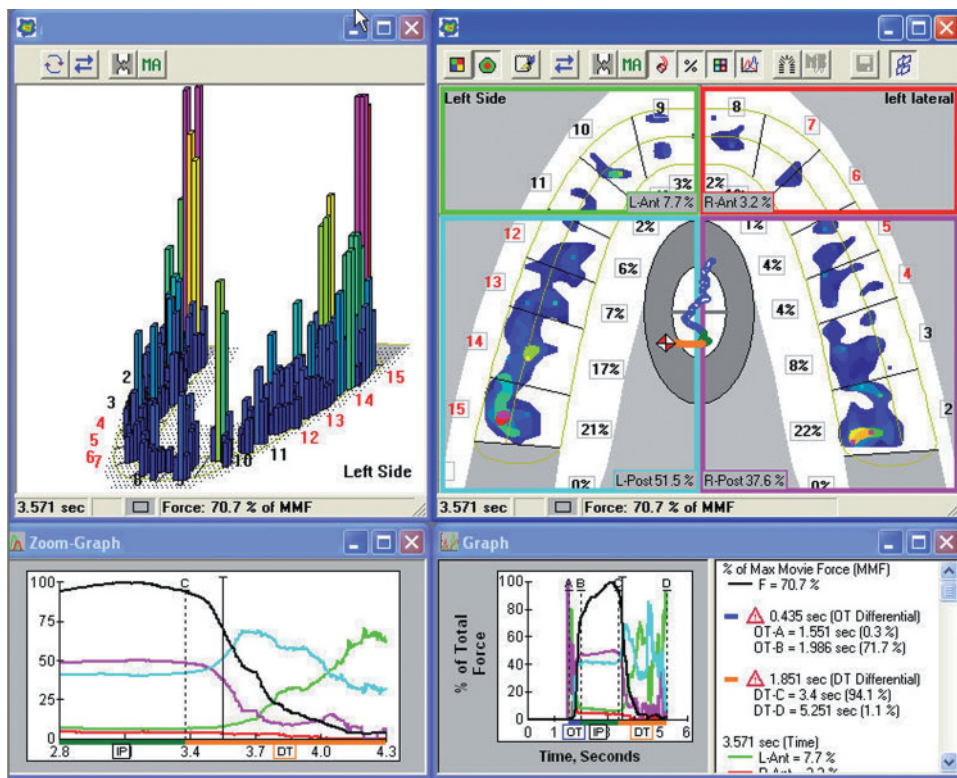 MA
2
3
4
5
6
7
8
10
11
12
13
14
15
Left Side
3.571 sec
Force: 70.7 % of MMF
MA
%
Left Side
left lateral
9
8
10
7
11
6
12
5
13
4
14
3
15
2
3%
2%
L-Ant 7.7 %
R-Ant 3.2 %
2%
1%
6%
4%
7%
4%
17%
8%
21%
22%
L-Post 51.5 %
R-Post 37.6 %
0%
0%
3.571 sec
Force: 70.7 % of MMF
Zoom-Graph
100
75
50
25
0
C
T
2.8
IP
3.4
3.7
DT
4.0
4.3
Graph
% of Total
Force
100
80
60
40
20
0
A
B
D
0
1
OT
3
DT
5
6
Time, Seconds
% of Max Movie Force (MMF)
F = 70.7 %
0.435 sec (OT Differential)
OT-A = 1.551 sec (0.3 %)
OT-B = 1.986 sec (71.7 %)
1.851 sec (DT Differential)
DT-C = 3.4 sec (94.1 %)
DT-D = 5.251 sec (1.1 %)
3.571 sec (Time)
L-Ant = 7.7 %